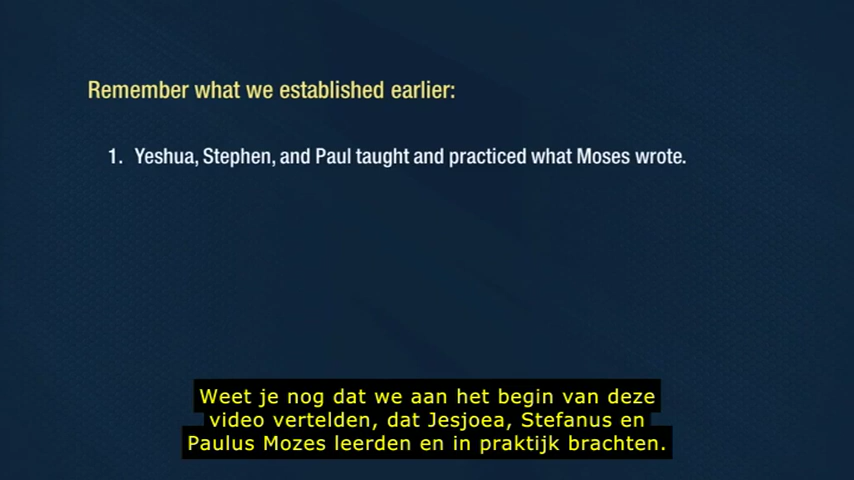 Remember what we established earlier:
1. Yeshua, Stephen, and Paul taught and practiced what Moses wrote.
Weet je nog dat we aan het begin van deze
video vertelden, dat Jesjoea, Stefanus en
Paulus Mozes leerden en in praktijk brachten.